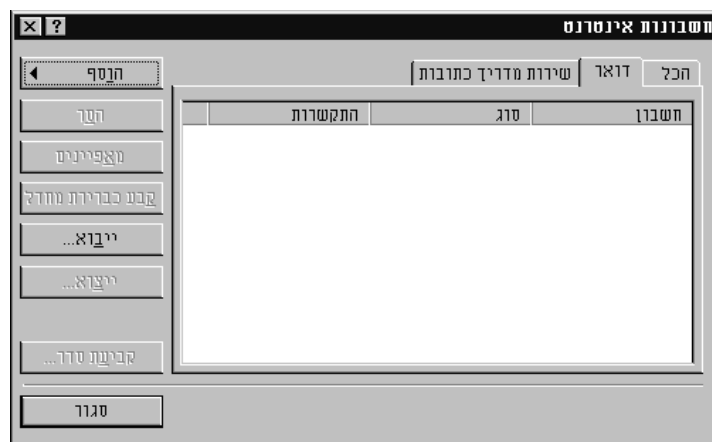 חשבונות אינטרנט
הכל
דואר
שירות מדריך כתובות
חשבון
סוג
התקשרות
הוסף
הסר
מאפיינים
קבע כברירת מחדל
ייבוא...
ייצוא...
קביעת סדר...
סגור